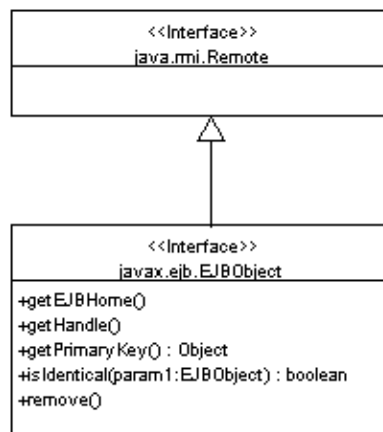 <<Interface>>
java.rmi.Remote
<<Interface>>
javax.ejb.EJBObject
+getEJBHome()
+getHandle()
+getPrimaryKey() : Object
+isIdentical(param1:EJBObject) : boolean
+remove()